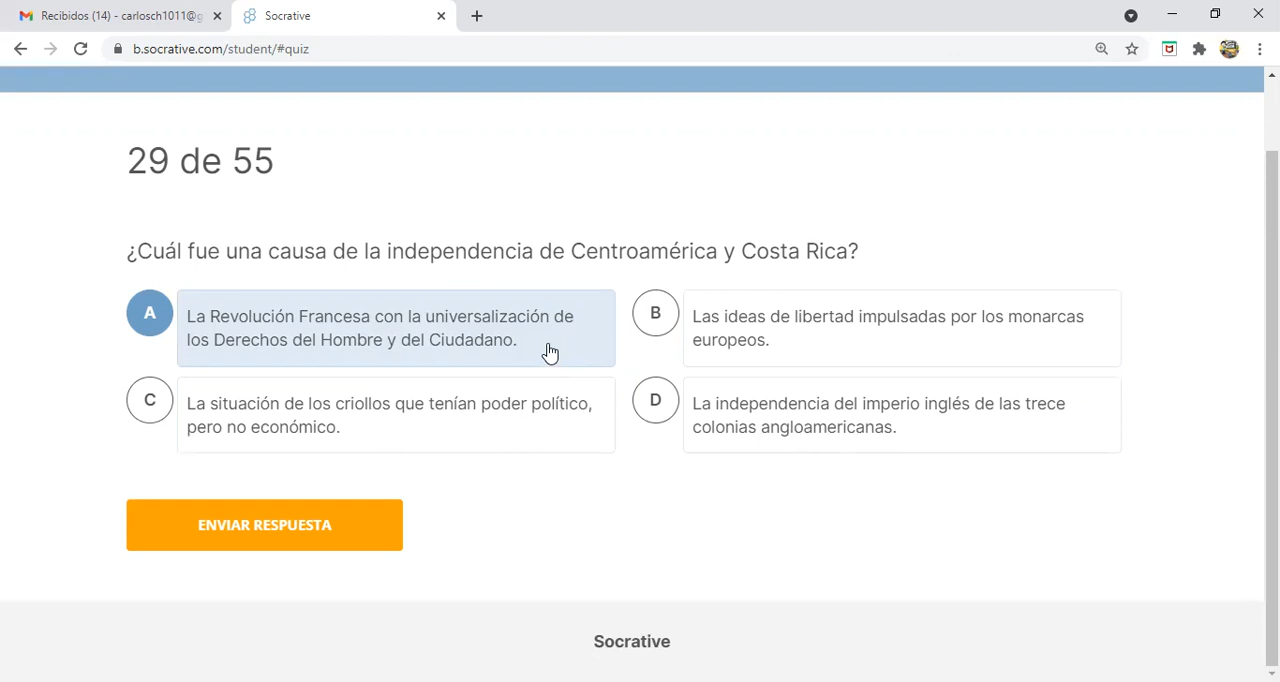 Recibidos (14) - carlosch1011@g
Socrative
b.socrative.com/student/#quiz
29 de 55
¿Cuál fue una causa de la independencia de Centroamérica y Costa Rica?
A
La Revolución Francesa con la universalización de
los Derechos del Hombre y del Ciudadano.
B
Las ideas de libertad impulsadas por los monarcas
europeos.
C
La situación de los criollos que tenían poder político,
pero no económico.
D
La independencia del imperio inglés de las trece
colonias angloamericanas.
ENVIAR RESPUESTA
Socrative